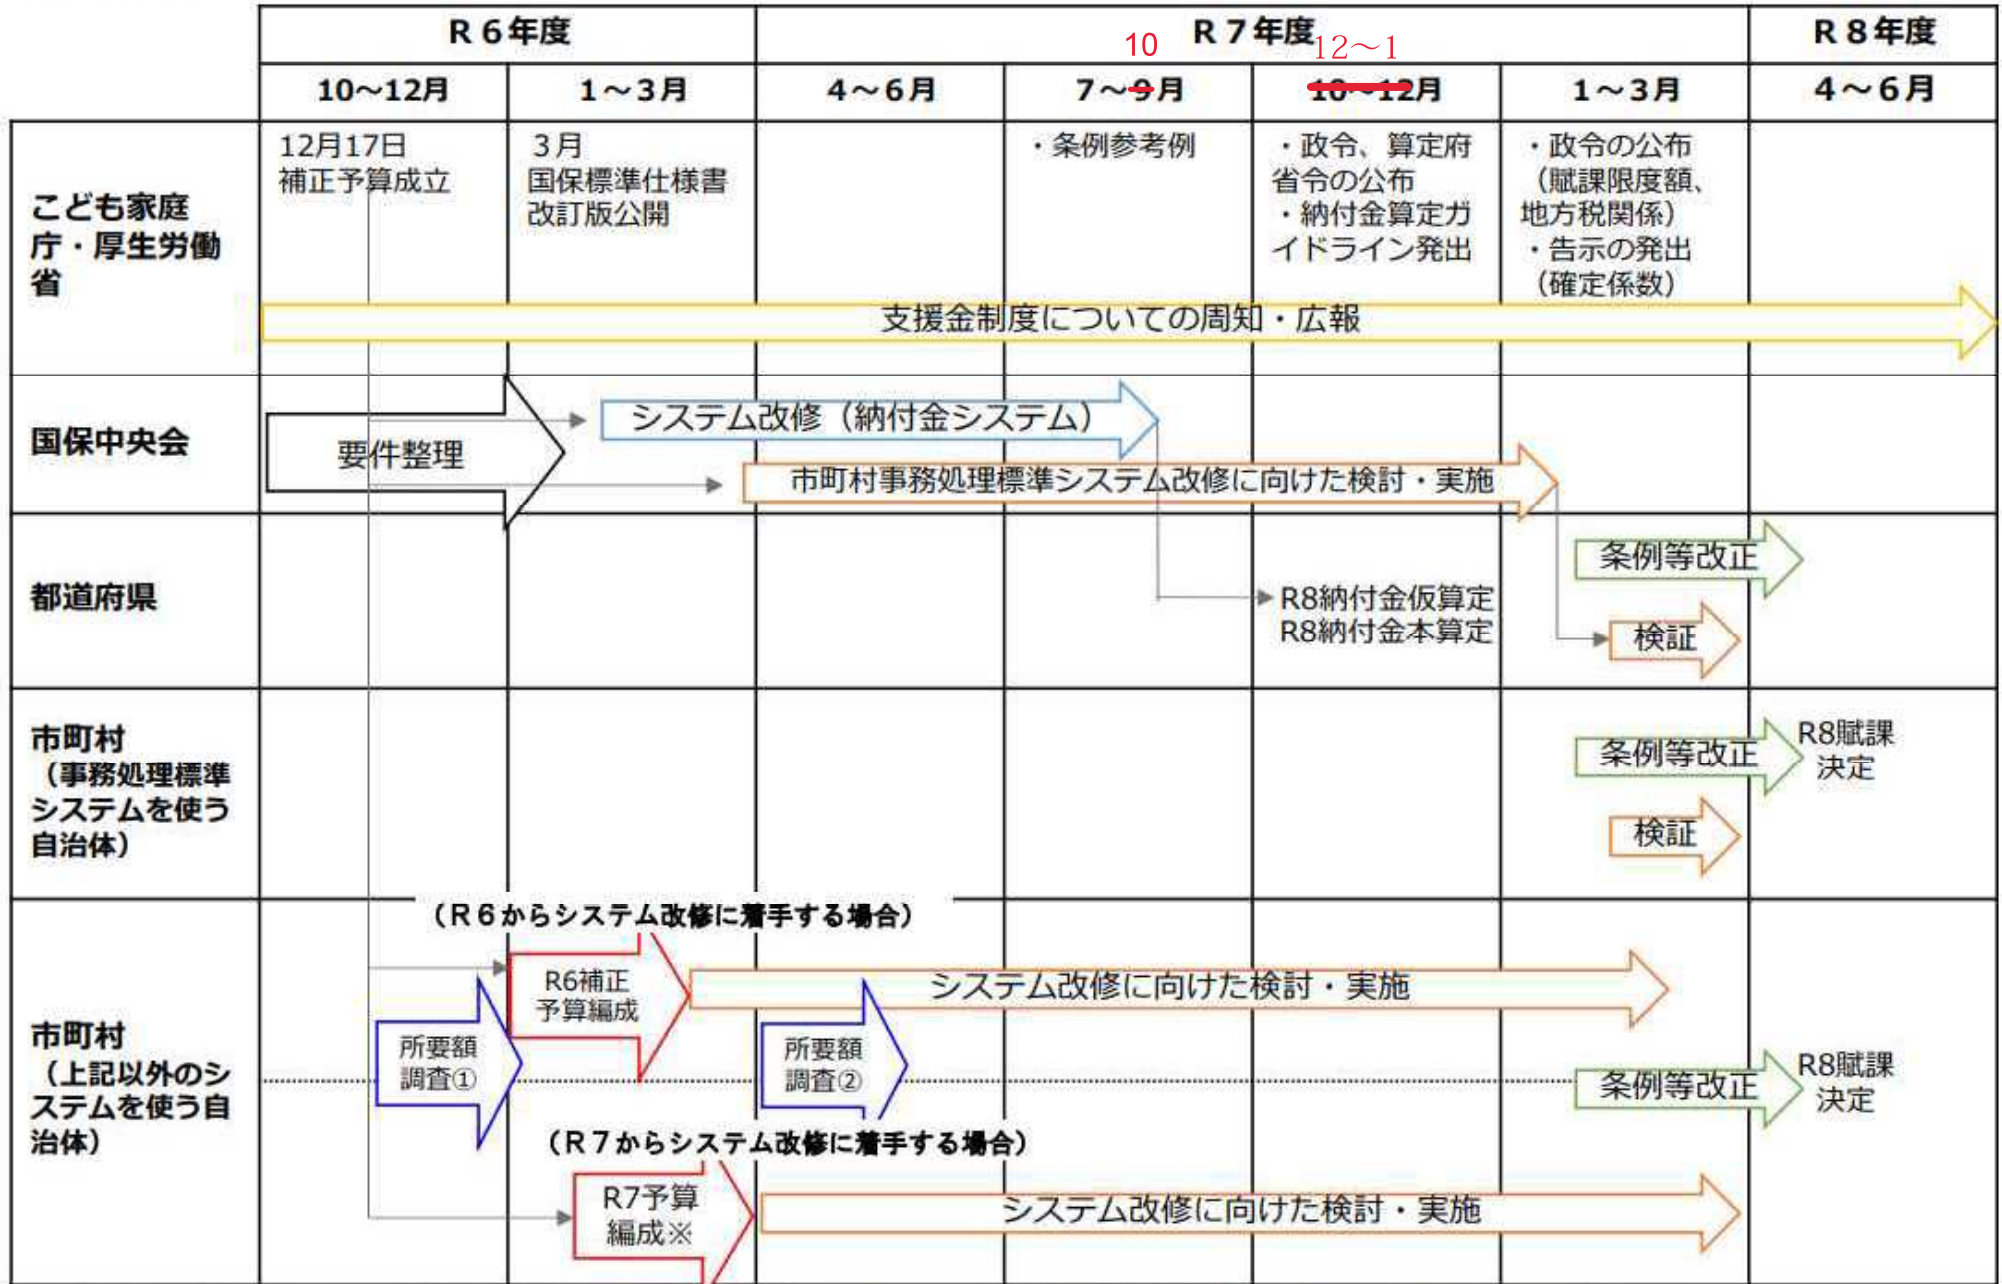 R6年度
R7年度
R8年度
10
12～1
10～12月
1～3月
4～6月
7～9月
10～12月
1～3月
4～6月
こども家庭
庁・厚生労働
省
12月17日
補正予算成立
3月
国保標準仕様書
改訂版公開
・条例参考例
・政令、算定府
省令の公布
・納付金算定ガ
イドライン発出
・政令の公布
（賦課限度額、
地方税関係）
・告示の発出
（確定係数）
支援金制度についての周知・広報
国保中央会
要件整理
システム改修（納付金システム）
市町村事務処理標準システム改修に向けた検討・実施
都道府県
R8納付金仮算定
R8納付金本算定
条例等改正
検証
市町村
（事務処理標準
システムを使う
自治体）
条例等改正
R8賦課
決定
検証
市町村
（上記以外のシ
ステムを使う自
治体）
（R6からシステム改修に着手する場合）
R6補正
予算編成
システム改修に向けた検討・実施
所要額
調査①
所要額
調査②
条例等改正
R8賦課
決定
（R7からシステム改修に着手する場合）
R7予算
編成※
システム改修に向けた検討・実施